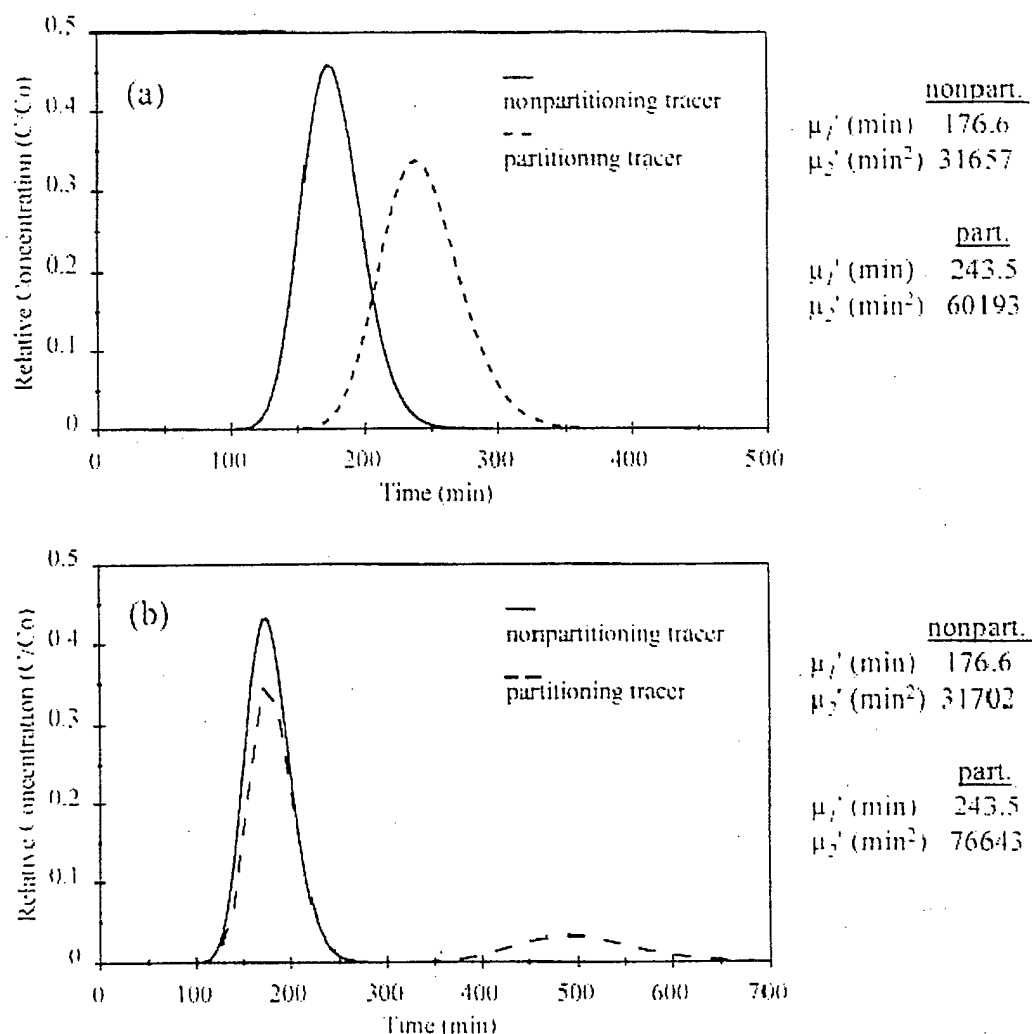 0.5
0.4
0.3
0.2
0.1
0
Relative Concentration (C/Co)
(a)
nonpartitioning tracer
partitioning tracer
0 100 200 300 400 500
Time (min)
nonpart.
μ₁' (min) 176.6
μ₂' (min²) 31657
part.
μ₁' (min) 243.5
μ₂' (min²) 60193
0.5
0.4
0.3
0.2
0.1
0
Relative Concentration (C/Co)
(b)
nonpartitioning tracer
partitioning tracer
0 100 200 300 400 500 600 700
Time (min)
nonpart.
μ₁' (min) 176.6
μ₂' (min²) 31702
part.
μ₁' (min) 243.5
μ₂' (min²) 76643